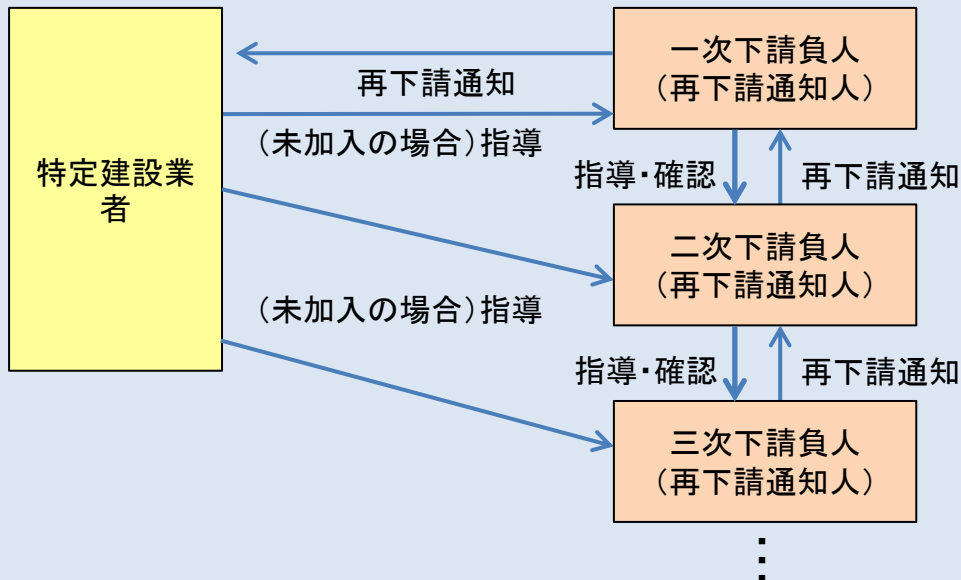 特定建設業
者
一次下請負人
（再下請通知人）
再下請通知
（未加入の場合）指導
指導・確認
再下請通知
二次下請負人
（再下請通知人）
（未加入の場合）指導
指導・確認
再下請通知
三次下請負人
（再下請通知人）
⋮